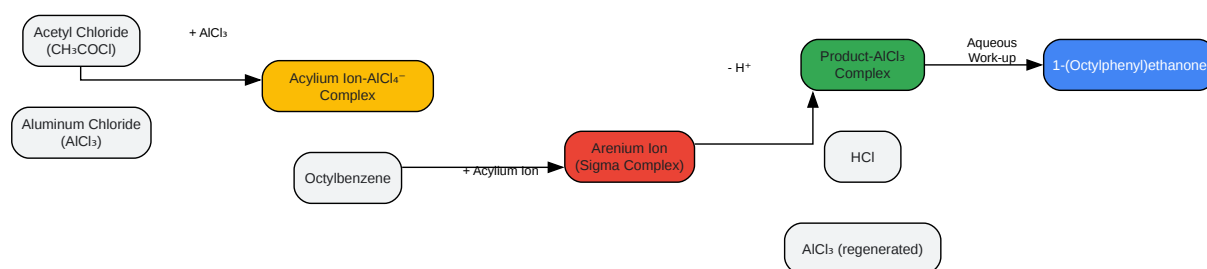 Acetyl Chloride
(CH₃COCl)
+ AlCl₃
Aluminum Chloride
(AlCl₃)
Acylium Ion-AlCl₄⁻
Complex
Octylbenzene
+ Acylium Ion
Arenium Ion
(Sigma Complex)
- H⁺
Product-AlCl₃
Complex
HCl
AlCl₃ (regenerated)
Aqueous
Work-up
1-(Octylphenyl)ethanone